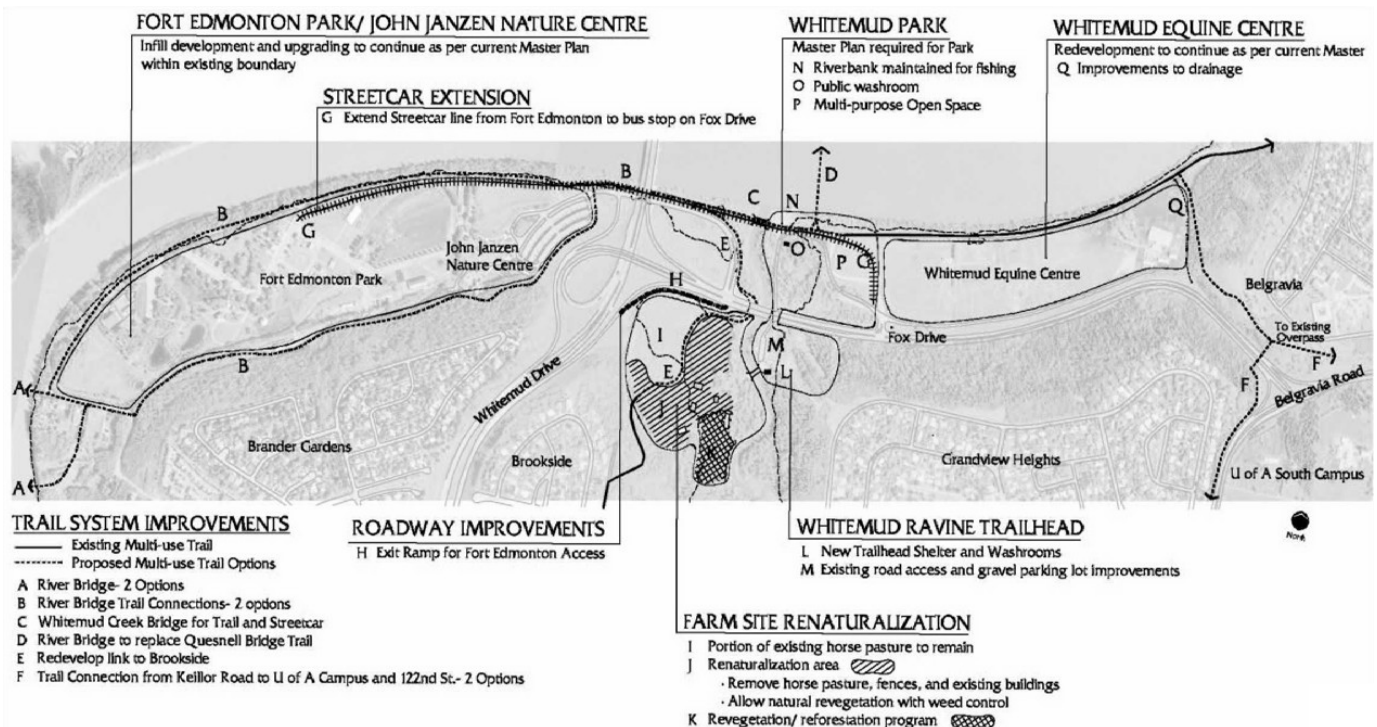 FORT EDMONTON PARK/ JOHN JANZEN NATURE CENTRE
Infill development and upgrading to continue as per current Master Plan
within existing boundary
STREETCAR EXTENSION
G Extend Streetcar line from Fort Edmonton to bus stop on Fox Drive
WHITEMUD PARK
Master Plan required for Park
N Riverbank maintained for fishing
O Public washroom
P Multi-purpose Open Space
WHITEMUD EQUINE CENTRE
Redevelopment to continue as per current Master
Q Improvements to drainage
B
B
C
N
D
G
E
O
P
G
Q
John Janzen
Nature Centre
Fort Edmonton Park
H
Whitemud Equine Centre
Belgravia
To Existing
Overpass
Fox Drive
I
M
B
E
L
F
F
A
Whitemud Drive
J
Belgravia Road
Brander Gardens
Brookside
K
Grandview Heights
U of A South Campus
A
North
TRAIL SYSTEM IMPROVEMENTS
Existing Multi-use Trail
Proposed Multi-use Trail Options
A River Bridge- 2 Options
B River Bridge Trail Connections- 2 options
C Whitemud Creek Bridge for Trail and Streetcar
D River Bridge to replace Quesnell Bridge Trail
E Redevelop link to Brookside
F Trail Connection from Keillor Road to U of A Campus and 122nd St.- 2 Options
ROADWAY IMPROVEMENTS
H Exit Ramp for Fort Edmonton Access
WHITEMUD RAVINE TRAILHEAD
L New Trailhead Shelter and Washrooms
M Existing road access and gravel parking lot improvements
FARM SITE RENATURALIZATION
I Portion of existing horse pasture to remain
J Renaturalization area
· Remove horse pasture, fences, and existing buildings
· Allow natural revegetation with weed control
K Revegetation/ reforestation program